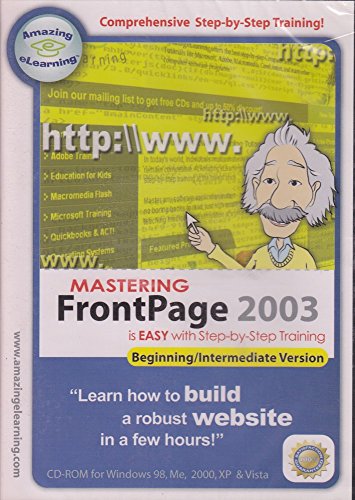 Amazing
eLearning
Comprehensive Step-by-Step Training!
Join our mailing list to get free CDs and up to 50% discount!
http:\\www.
http:\\www.
Adobe
Education for Kids
Macromedia Flash
Microsoft Training
Quickbooks & ACT!
Systems
MASTERING
FrontPage 2003
is EASY with Step-by-Step Training
Beginning/Intermediate Version
www.amazingelearning.com
“Learn how to build
a robust website
in a few hours!”
CD-ROM for Windows 98, Me, 2000, XP & Vista